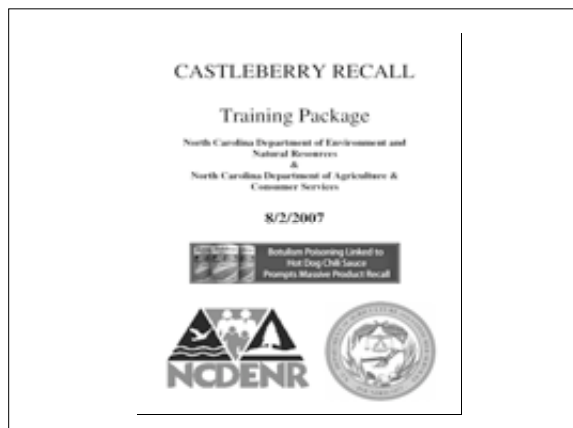 CASTLEBERRY RECALL
Training Package
North Carolina Department of Environment and
Natural Resources
&
North Carolina Department of Agriculture &
Consumer Services
8/2/2007
Botulism Poisoning Linked to
Hot Dog Chili Sauce
Prompts Massive Product Recall
NCDENR